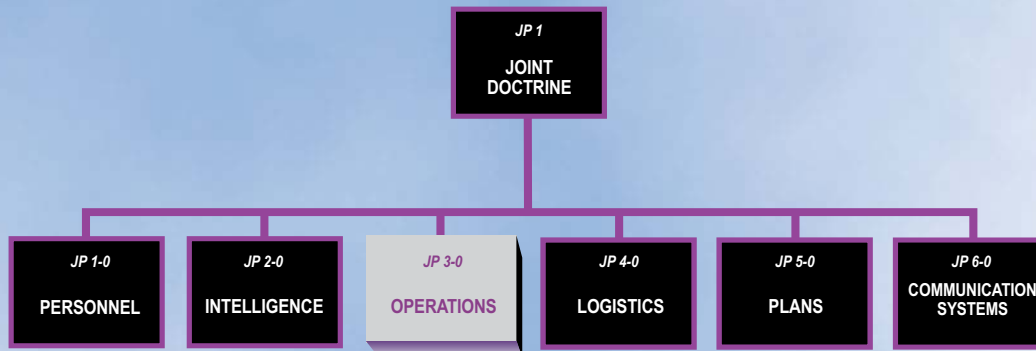 JP 1
JOINT
DOCTRINE
JP 1-0
PERSONNEL
JP 2-0
INTELLIGENCE
JP 3-0
OPERATIONS
JP 4-0
LOGISTICS
JP 5-0
PLANS
JP 6-0
COMMUNICATION
SYSTEMS